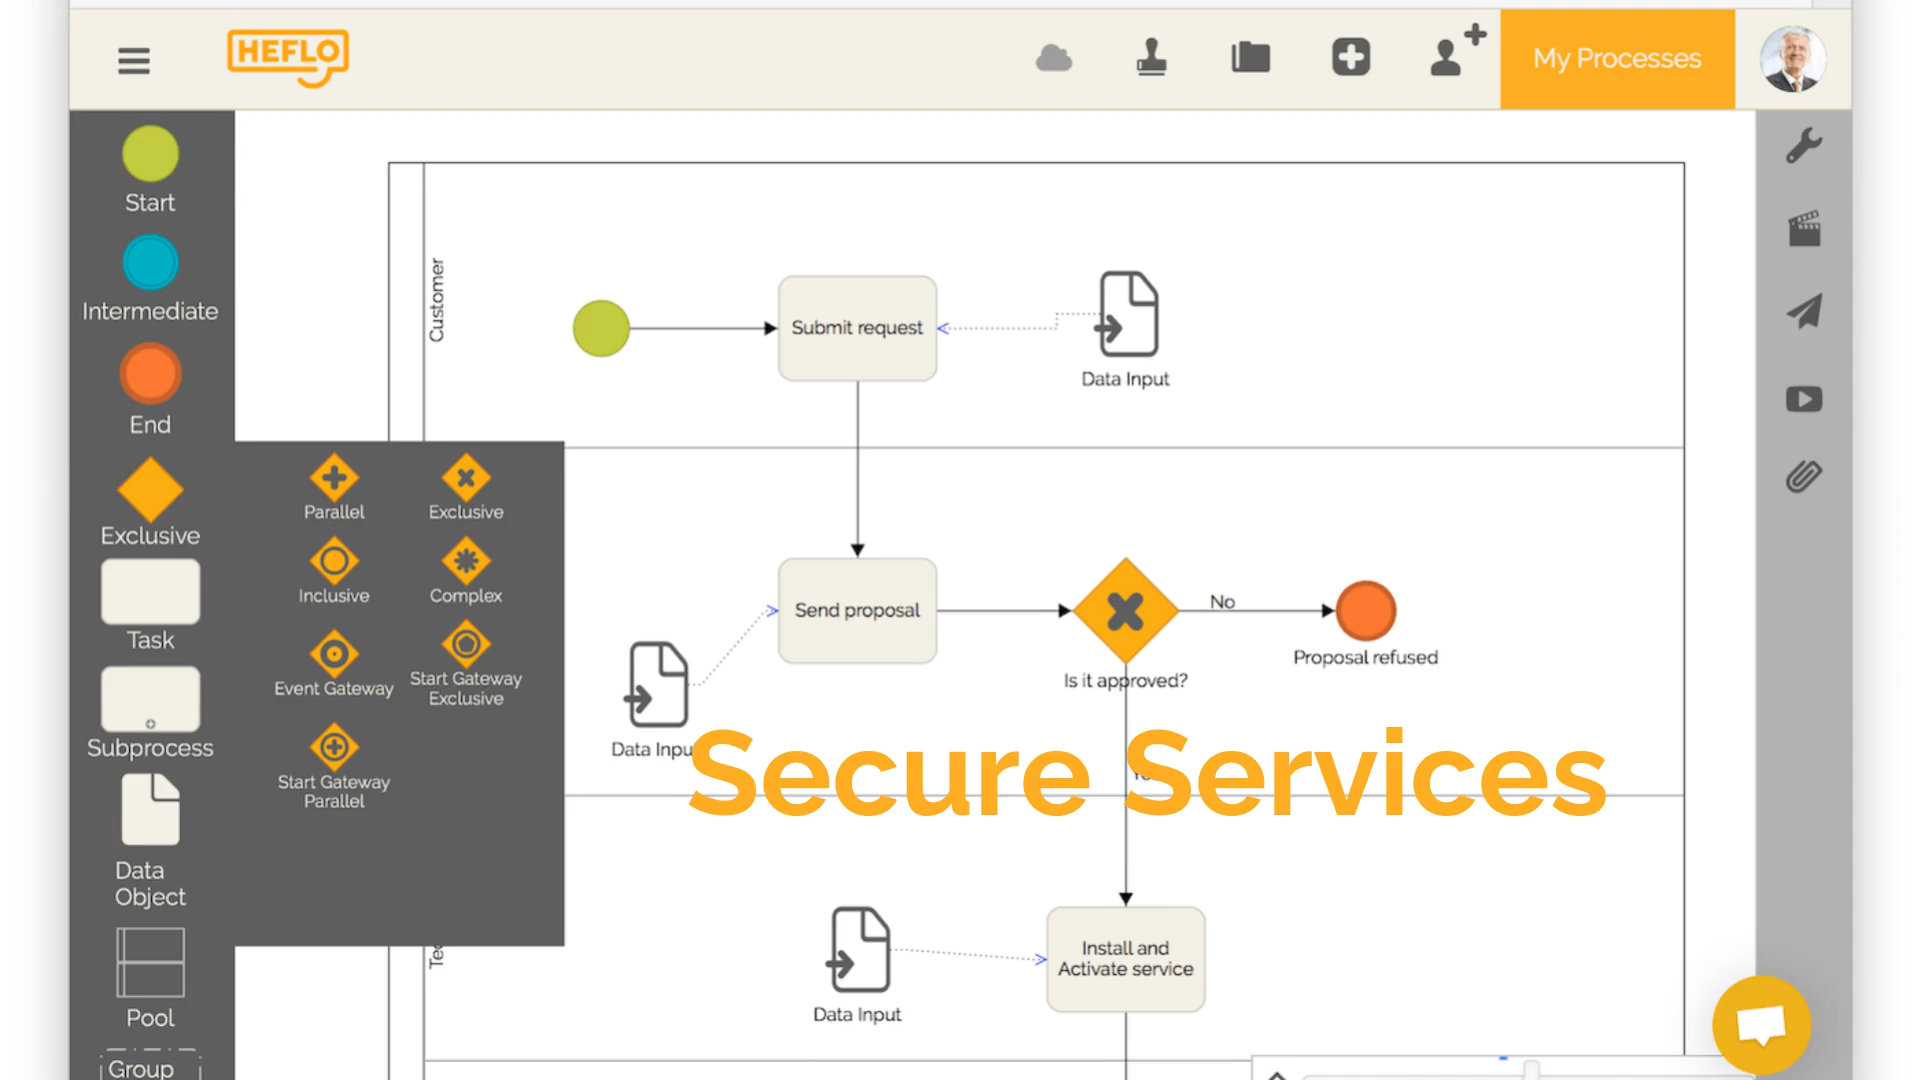 HEFLO
My Processes
Start
Intermediate
End
Exclusive
Task
Subprocess
Data
Object
Pool
Group
Parallel
Exclusive
Inclusive
Complex
Event Gateway
Start Gateway
Exclusive
Start Gateway
Parallel
Customer
Submit request
Data Input
Send proposal
No
Proposal refused
Is it approved?
Secure Services
Install and
Activate service
Data Input